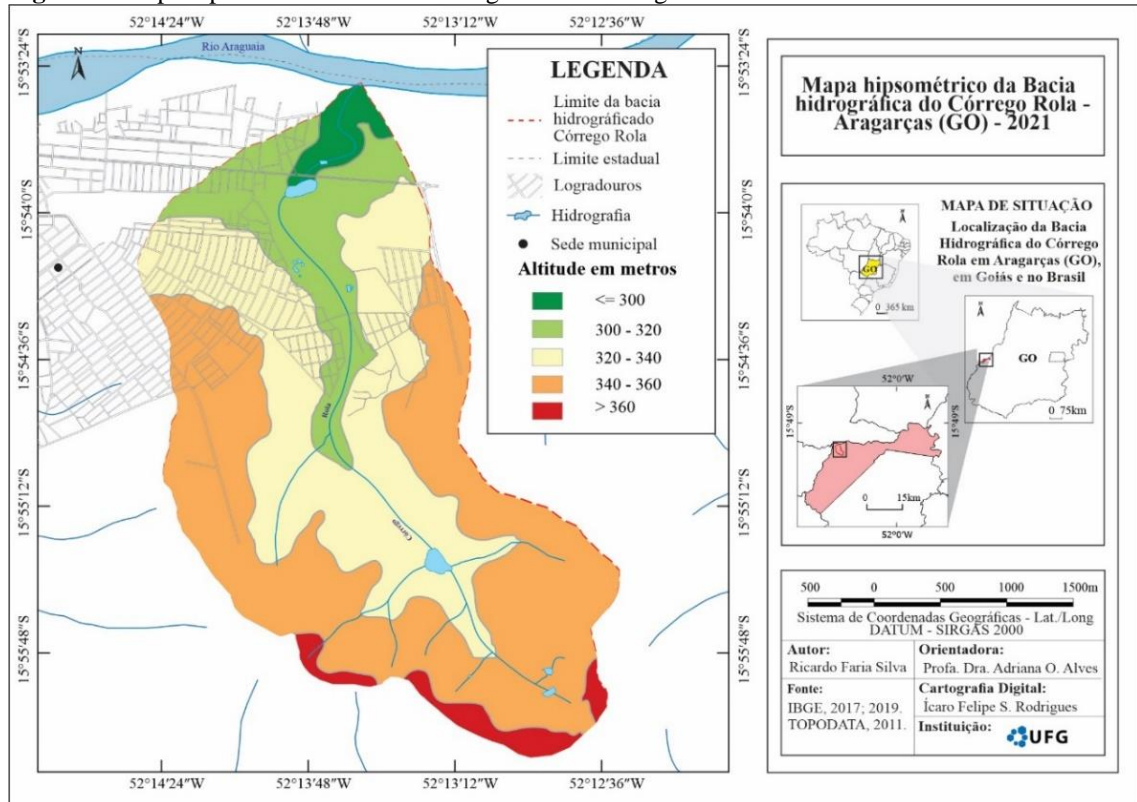 52°14'24"W
52°13'48"W
52°13'12"W
52°12'36"W
15°53'24"S
15°54'0"S
15°54'36"S
15°55'12"S
15°55'48"S
N
Rio Araguaia
Rola
Córrego
LEGENDA
Limite da bacia
hidrográficado
Córrego Rola
Limite estadual
Logradouros
Hidrografia
Sede municipal
Altitude em metros
<= 300
300 - 320
320 - 340
340 - 360
> 360
15°53'24"S
15°54'0"S
15°54'36"S
15°55'12"S
15°55'48"S
52°14'24"W
52°13'48"W
52°13'12"W
52°12'36"W
Mapa hipsométrico da Bacia
hidrográfica do Córrego Rola -
Aragarças (GO) - 2021
MAPA DE SITUAÇÃO
Localização da Bacia
Hidrográfica do Córrego
Rola em Aragarças (GO),
em Goiás e no Brasil
GO
0 365 km
N
GO
0 75km
N
52°0'W
15°49'S
15°49'S
N
0 15km
52°0'W
500 0 500 1000 1500m
Sistema de Coordenadas Geográficas - Lat./Long
DATUM - SIRGAS 2000
Autor:
Ricardo Faria Silva
Orientadora:
Profa. Dra. Adriana O. Alves
Fonte:
IBGE, 2017; 2019.
TOPODATA, 2011.
Cartografia Digital:
Ícaro Felipe S. Rodrigues
Instituição:
UFG